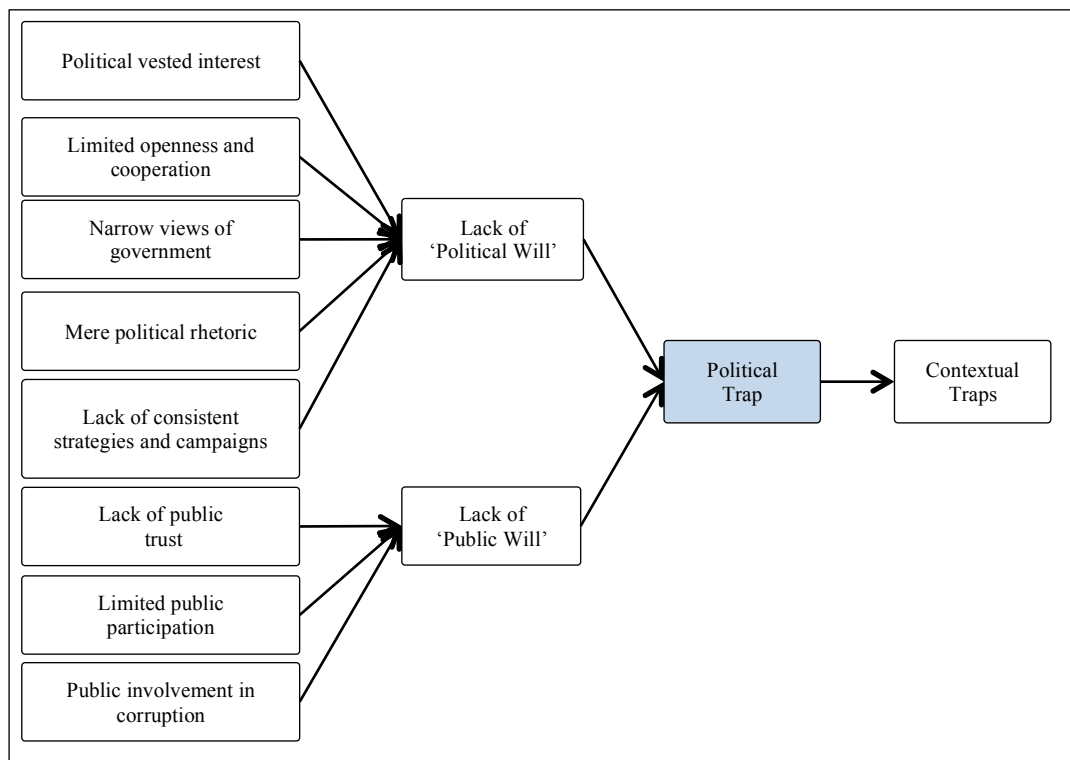 Political vested interest
Limited openness and
cooperation
Narrow views of
government
Mere political rhetoric
Lack of consistent
strategies and campaigns
Lack of public
trust
Limited public
participation
Public involvement in
corruption
Lack of
‘Political Will’
Lack of
‘Public Will’
Political
Trap
Contextual
Traps